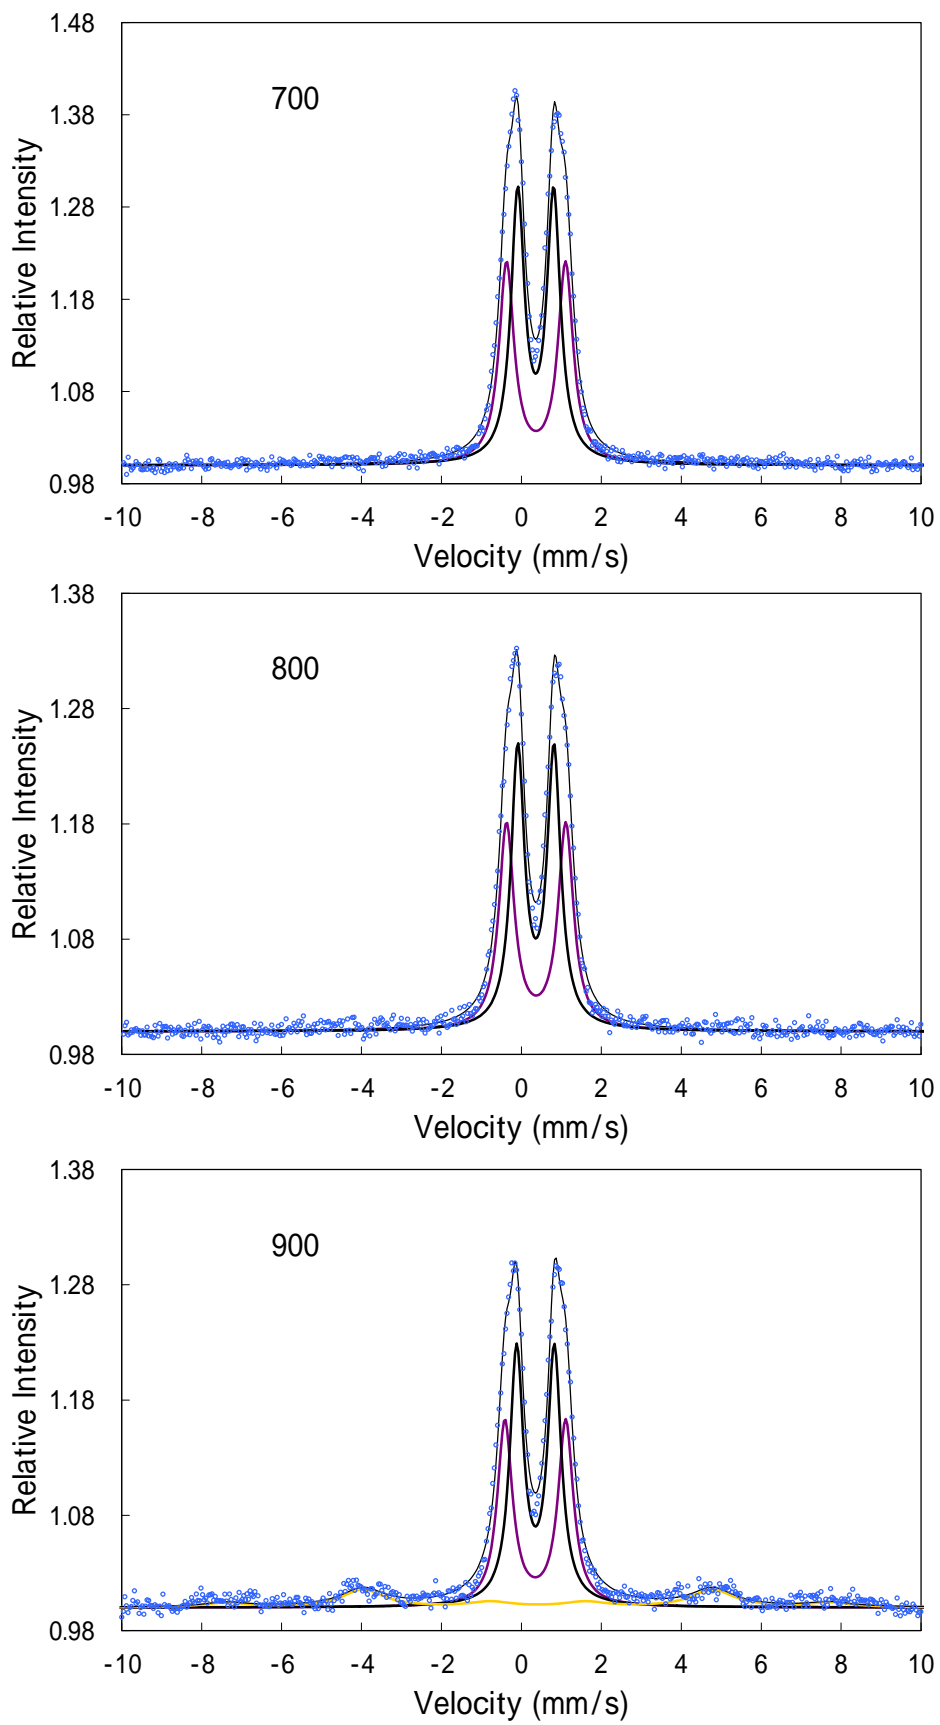 1.48
700
1.38
1.28
1.18
1.08
0.98
Relative Intensity
-10 -8 -6 -4 -2 0 2 4 6 8 10
Velocity (mm/s)
1.38
800
1.28
1.18
1.08
0.98
Relative Intensity
-10 -8 -6 -4 -2 0 2 4 6 8 10
Velocity (mm/s)
1.38
900
1.28
1.18
1.08
0.98
Relative Intensity
-10 -8 -6 -4 -2 0 2 4 6 8 10
Velocity (mm/s)